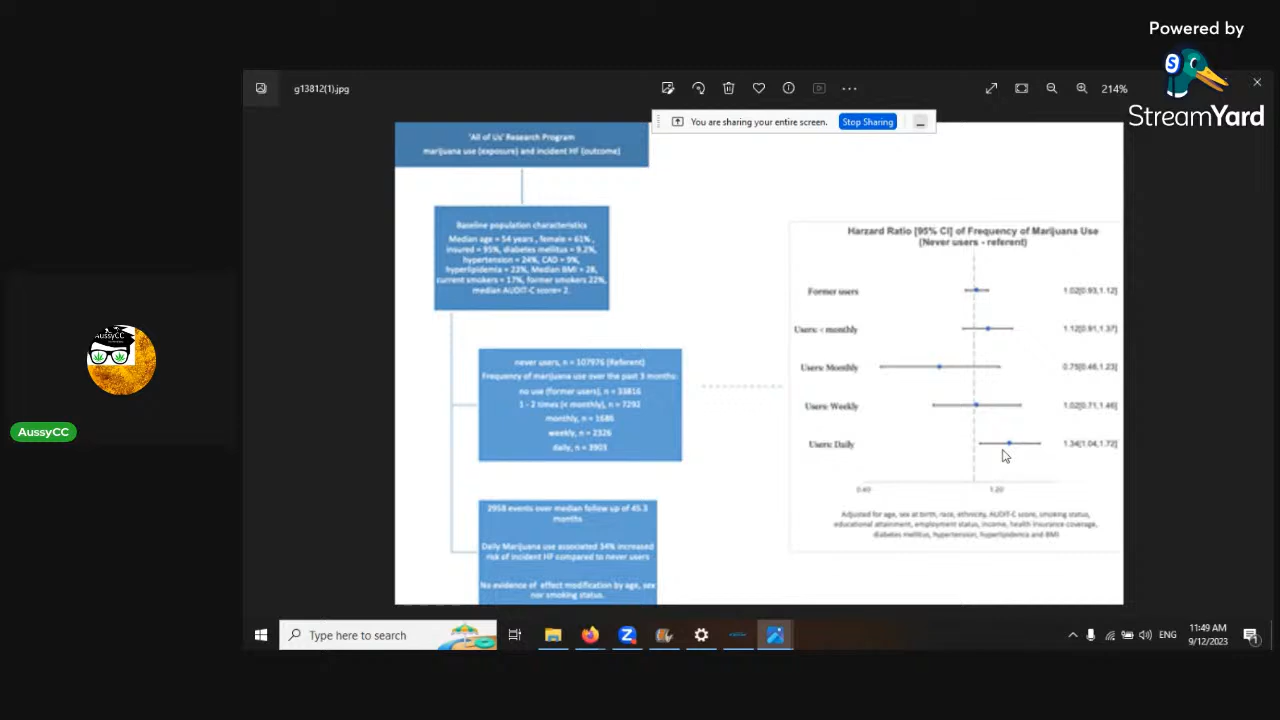 Powered by
StreamYard
g13812(1).jpg
214%
You are sharing your entire screen.
Stop Sharing
'All of Us' Research Program
marijuana use (exposure) and incident HF (outcome)
Baseline population characteristics
Median age = 54 years , female = 61% ,
insured = 95%, diabetes mellitus = 9.2%,
hypertension = 24%, CAD = 9%,
hyperlipidemia = 23%, Median BMI = 28,
current smokers = 17%, former smokers 22%,
median AUDIT-C score= 2.
never users, n = 107976 (Referent)
Frequency of marijuana use over the past 3 months:
no use (former users), n = 33816
1 - 2 times (< monthly), n = 7292
monthly, n = 1686
weekly, n = 2326
daily, n = 3903
2958 events over median follow up of 45.3
months
Daily Marijuana use associated 34% increased
risk of incident HF compared to never users
No evidence of effect modification by age, sex
nor smoking status.
Harzard Ratio [95% CI] of Frequency of Marijuana Use
(Never users - referent)
Former users 1.02[0.93,1.12]
Users: < monthly 1.12[0.91,1.37]
Users: Monthly 0.75[0.46,1.23]
Users: Weekly 1.02[0.71,1.46]
Users: Daily 1.34[1.04,1.72]
0.40 1.20
Adjusted for age, sex at birth, race, ethnicity, AUDIT-C score, smoking status,
educational attainment, employment status, income, health insurance coverage,
diabetes mellitus, hypertension, hyperlipidemia and BMI
AussyCC
AussyCC
Type here to search
ENG
11:49 AM
9/12/2023